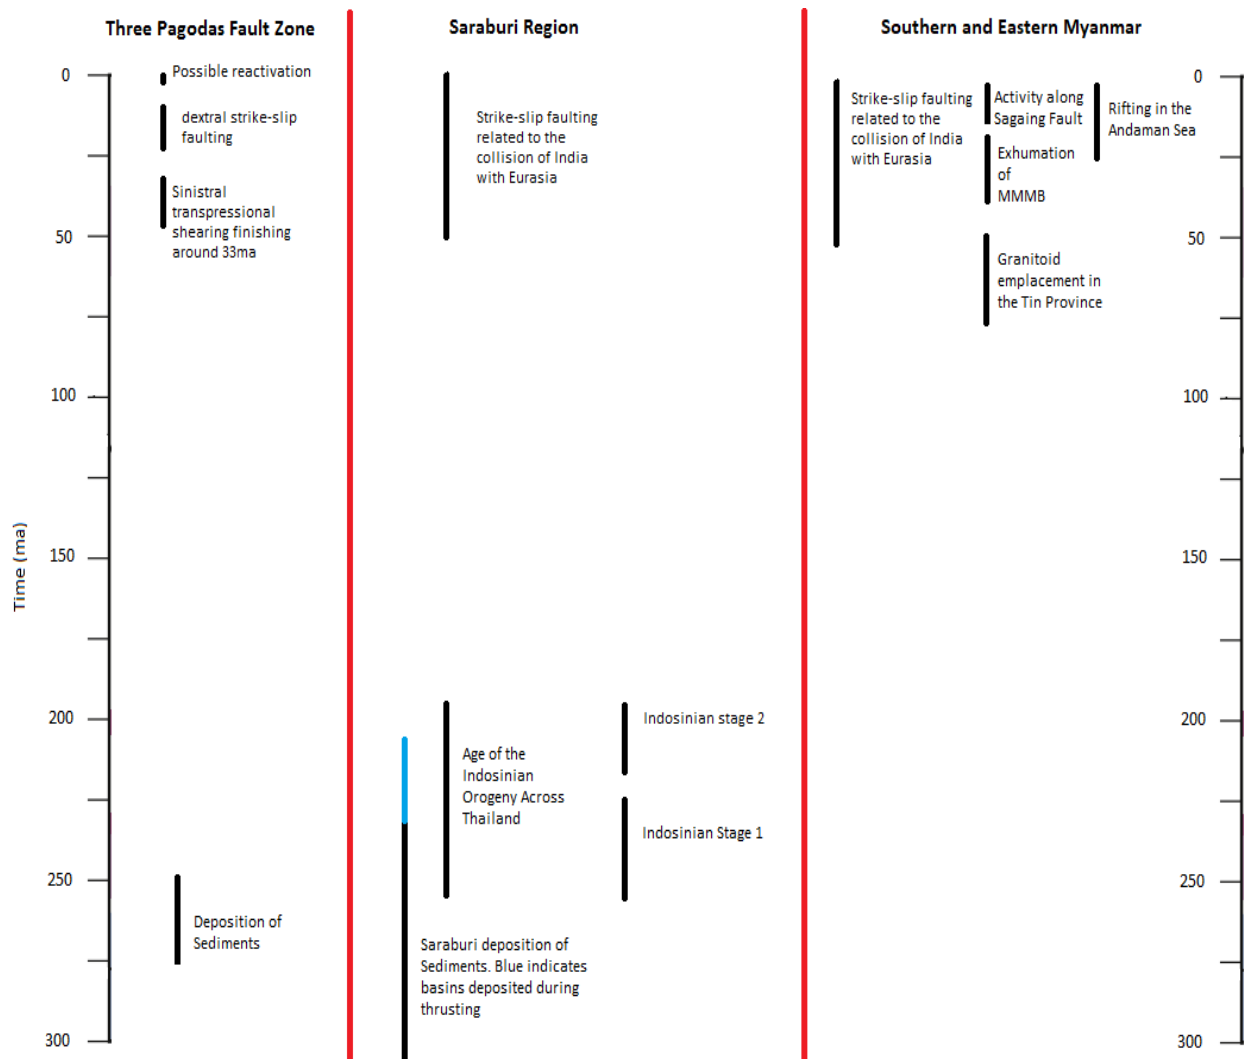 Three Pagodas Fault Zone
Saraburi Region
Southern and Eastern Myanmar
0
50
100
150
200
250
300
Time (ma)
Possible reactivation
dextral strike-slip
faulting
Sinistral
transpressional
shearing finishing
around 33ma
Deposition of
Sediments
Strike-slip faulting
related to the
collision of India
with Eurasia
Age of the
Indosinian
Orogeny Across
Thailand
Indosinian stage 2
Indosinian Stage 1
Saraburi deposition of
Sediments. Blue indicates
basins deposited during
thrusting
Strike-slip faulting
related to the
collision of India
with Eurasia
Activity along
Sagaing Fault
Exhumation
of
MMMB
Granitoid
emplacement in
the Tin Province
Rifting in the
Andaman Sea
0
50
100
150
200
250
300